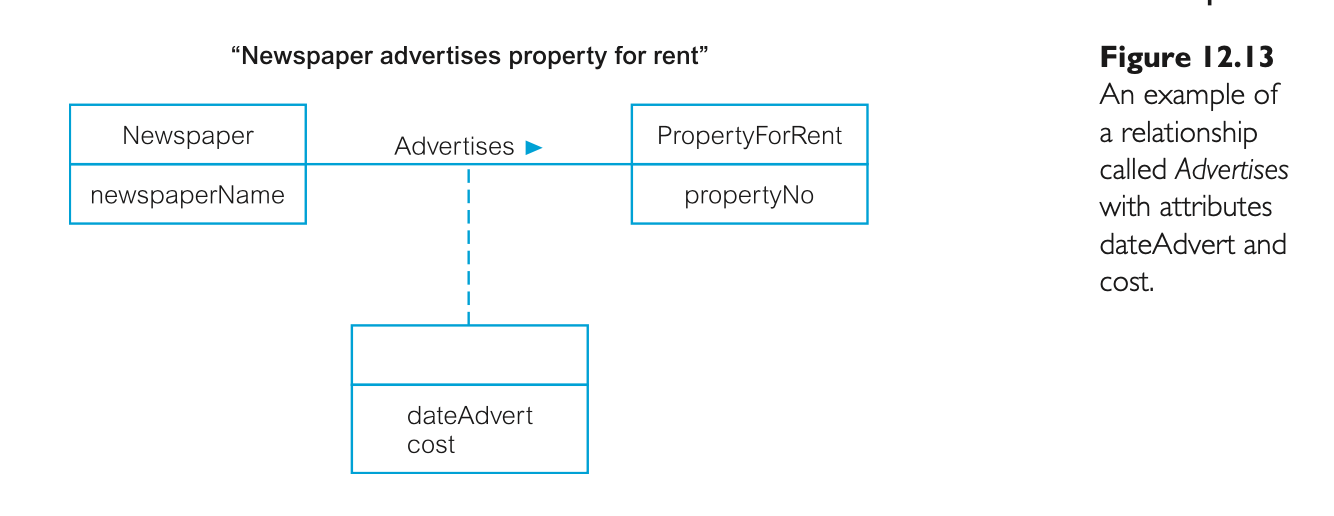 “Newspaper advertises property for rent”
Newspaper
Advertises ►
PropertyForRent
newspaperName
propertyNo
dateAdvert
cost
Figure 12.13
An example of
a relationship
called Advertises
with attributes
dateAdvert and
cost.